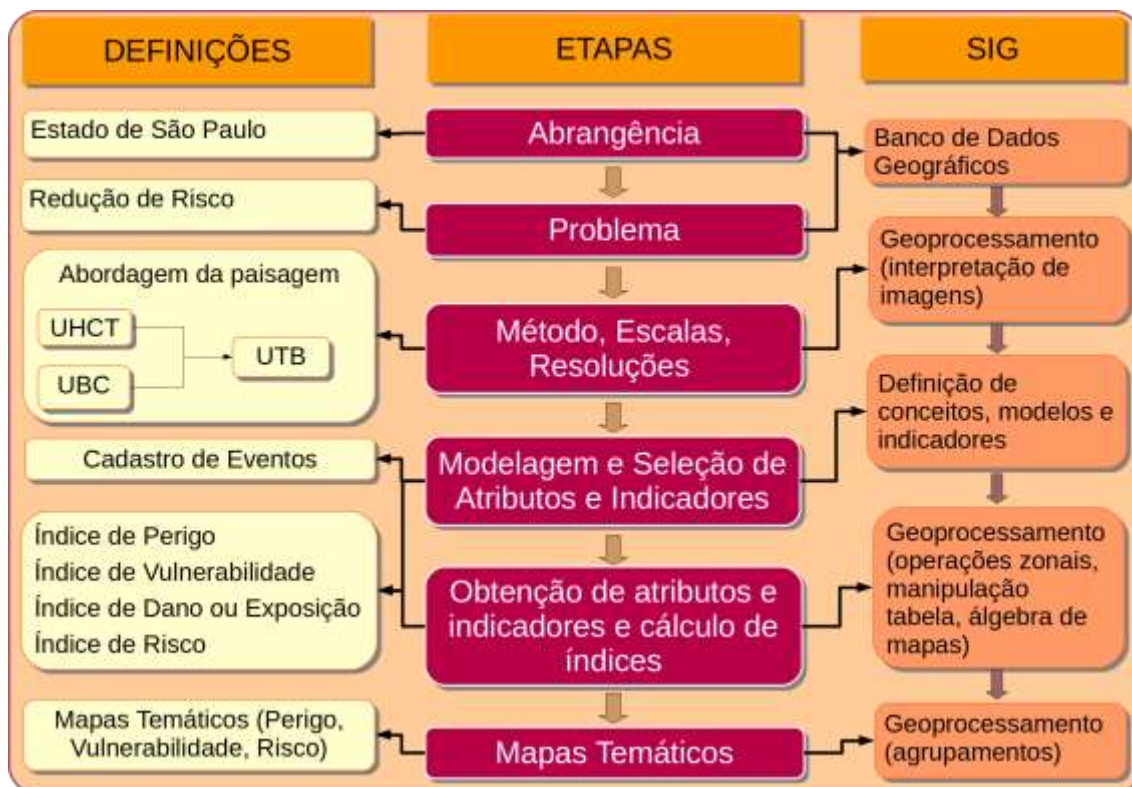 DEFINIÇÕES
ETAPAS
SIG
Estado de São Paulo
Abrangência
Banco de Dados
Geográficos
Redução de Risco
Problema
Geoprocessamento
(interpretação de
imagens)
Abordagem da paisagem
UHCT
UTB
UBC
Método, Escalas,
Resoluções
Definição de
conceitos, modelos e
indicadores
Cadastro de Eventos
Modelagem e Seleção de
Atributos e Indicadores
Índice de Perigo
Índice de Vulnerabilidade
Índice de Dano ou Exposição
Índice de Risco
Obtenção de atributos e
indicadores e cálculo de
índices
Geoprocessamento
(operações zonais,
manipulação
tabela, álgebra de
mapas)
Mapas Temáticos (Perigo,
Vulnerabilidade, Risco)
Mapas Temáticos
Geoprocessamento
(agrupamentos)